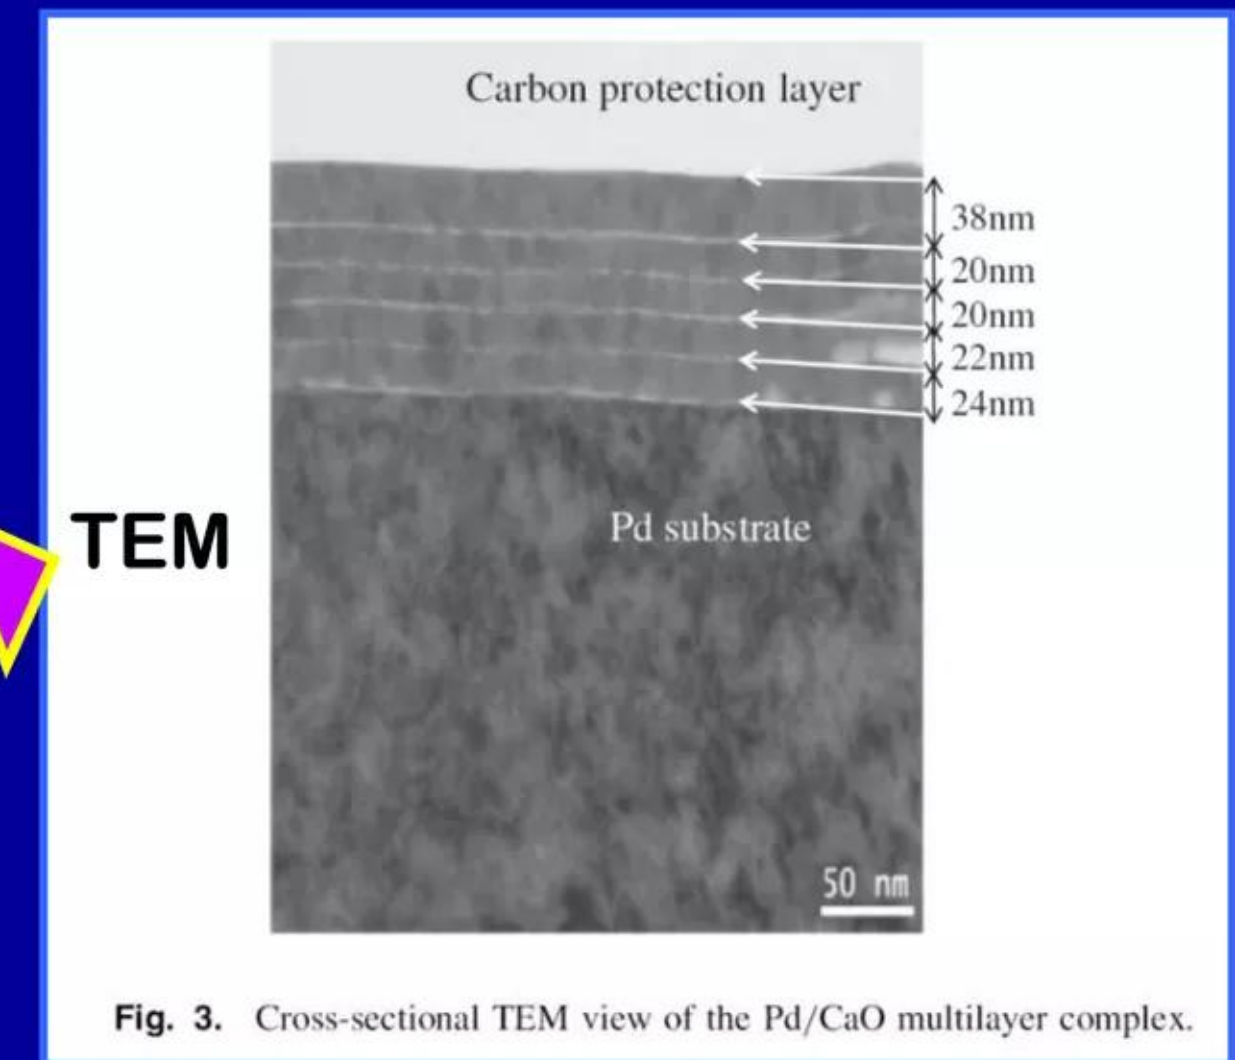 Carbon protection layer
38nm
20nm
20nm
22nm
24nm
TEM
Pd substrate
50 nm
Fig. 3. Cross-sectional TEM view of the Pd/CaO multilayer complex.